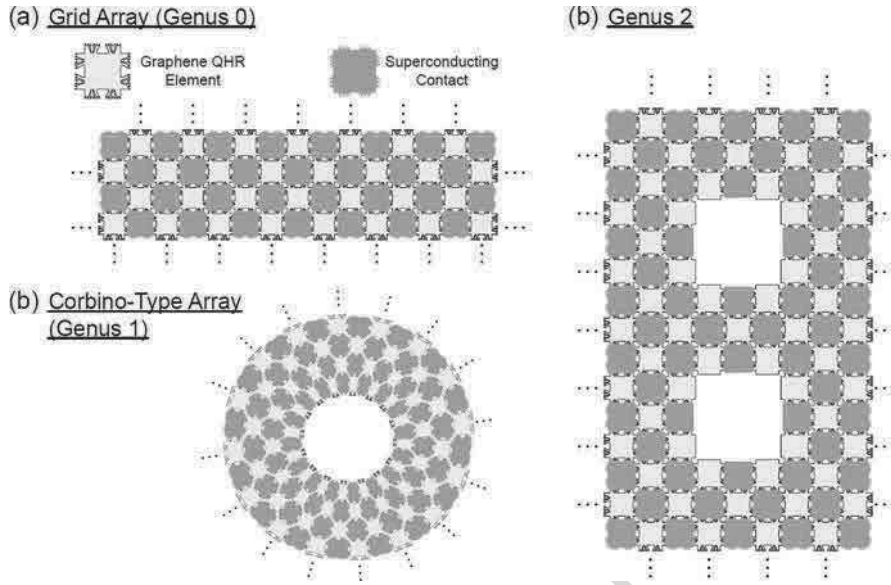 (a) Grid Array (Genus 0)
Graphene QHR
Element
Superconducting
Contact
(b) Corbino-Type Array
(Genus 1)
(b) Genus 2